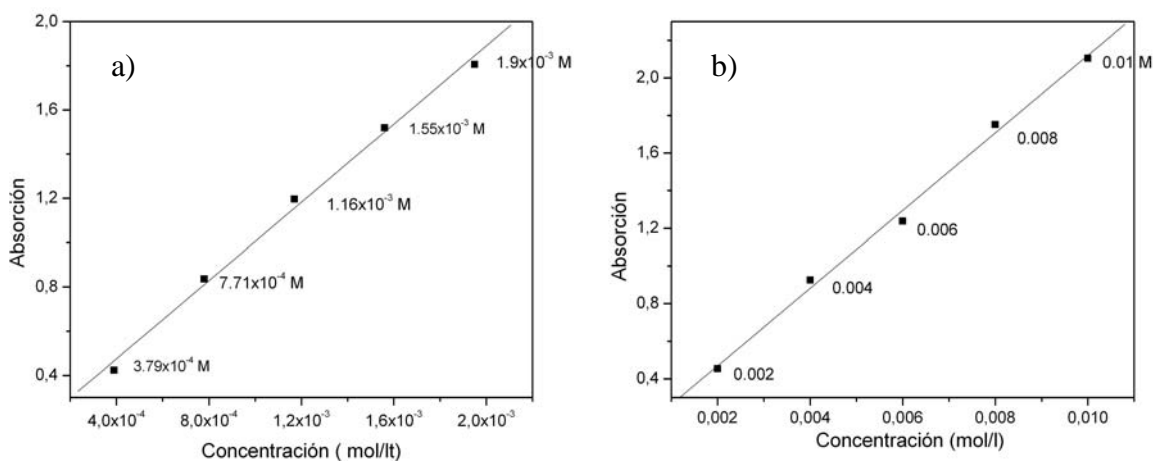 a)
2,0
1,6
1,2
0,8
0,4
Absorción
1.9x10⁻³ M
1.55x10⁻³ M
1.16x10⁻³ M
7.71x10⁻⁴ M
3.79x10⁻⁴ M
4,0x10⁻⁴ 8,0x10⁻⁴ 1,2x10⁻³ 1,6x10⁻³ 2,0x10⁻³
Concentración ( mol/lt)
b)
2,0
1,6
1,2
0,8
0,4
Absorción
0.01 M
0.008
0.006
0.004
0.002
0,002 0,004 0,006 0,008 0,010
Concentración (mol/l)